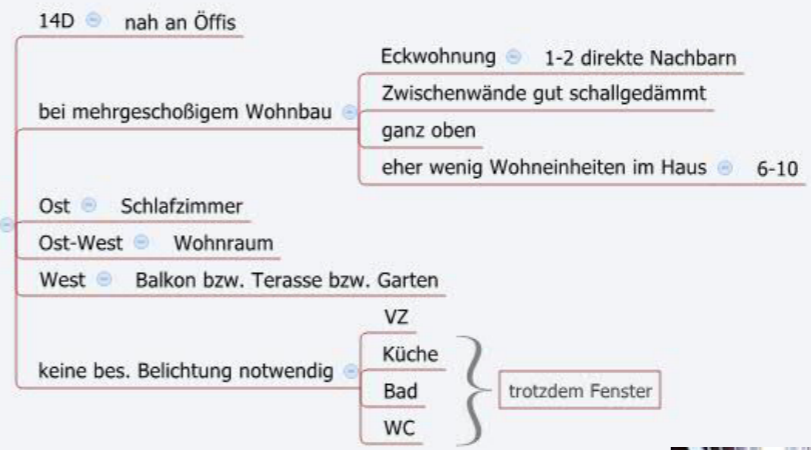 14D nah an Öffis
bei mehrgeschoßigem Wohnbau
Eckwohnung 1-2 direkte Nachbarn
Zwischenwände gut schallgedämmt
ganz oben
eher wenig Wohneinheiten im Haus 6-10
Ost Schlafzimmer
Ost-West Wohnraum
West Balkon bzw. Terasse bzw. Garten
keine bes. Belichtung notwendig
VZ
Küche
Bad
WC
trotzdem Fenster